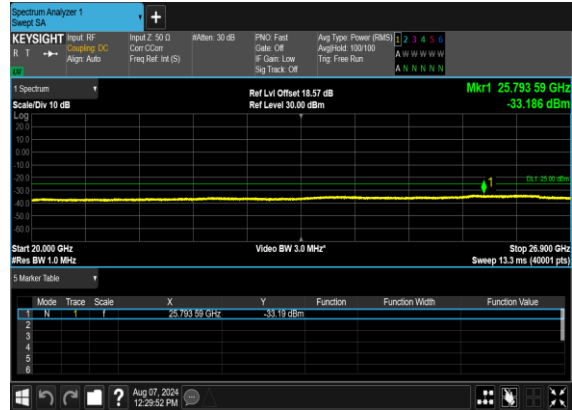 Spectrum Analyzer 1
Swept SA
+
KEYSIGHT Input: RF Input Z: 50 Ω #Atten: 30 dB PNO: Fast Avg Type: Power (RMS) 1 2 3 4 5 6
R T Coupling: DC Corr CCorr Gate: Off Avg|Hold: 100/100 A W W W W W
Align: Auto Freq Ref: Int (S) IF Gain: Low Trig: Free Run
Sig Track: Off A N N N N N
1 Spectrum Ref Lvl Offset 18.57 dB Mkr1 25.793 59 GHz
Scale/Div 10 dB Ref Level 30.00 dBm -33.186 dBm
Log
20.0
10.0
0.00
-10.0
-20.0 1 DL1 -25.00 dBm
-30.0
-40.0
-50.0
-60.0
Start 20.000 GHz Video BW 3.0 MHz* Stop 26.900 GHz
#Res BW 1.0 MHz Sweep 13.3 ms (40001 pts)
5 Marker Table
Mode Trace Scale X Y Function Function Width Function Value
1 N 1 f 25.793 59 GHz -33.19 dBm
2
3
4
5
6
? Aug 07, 2024
12:29:52 PM